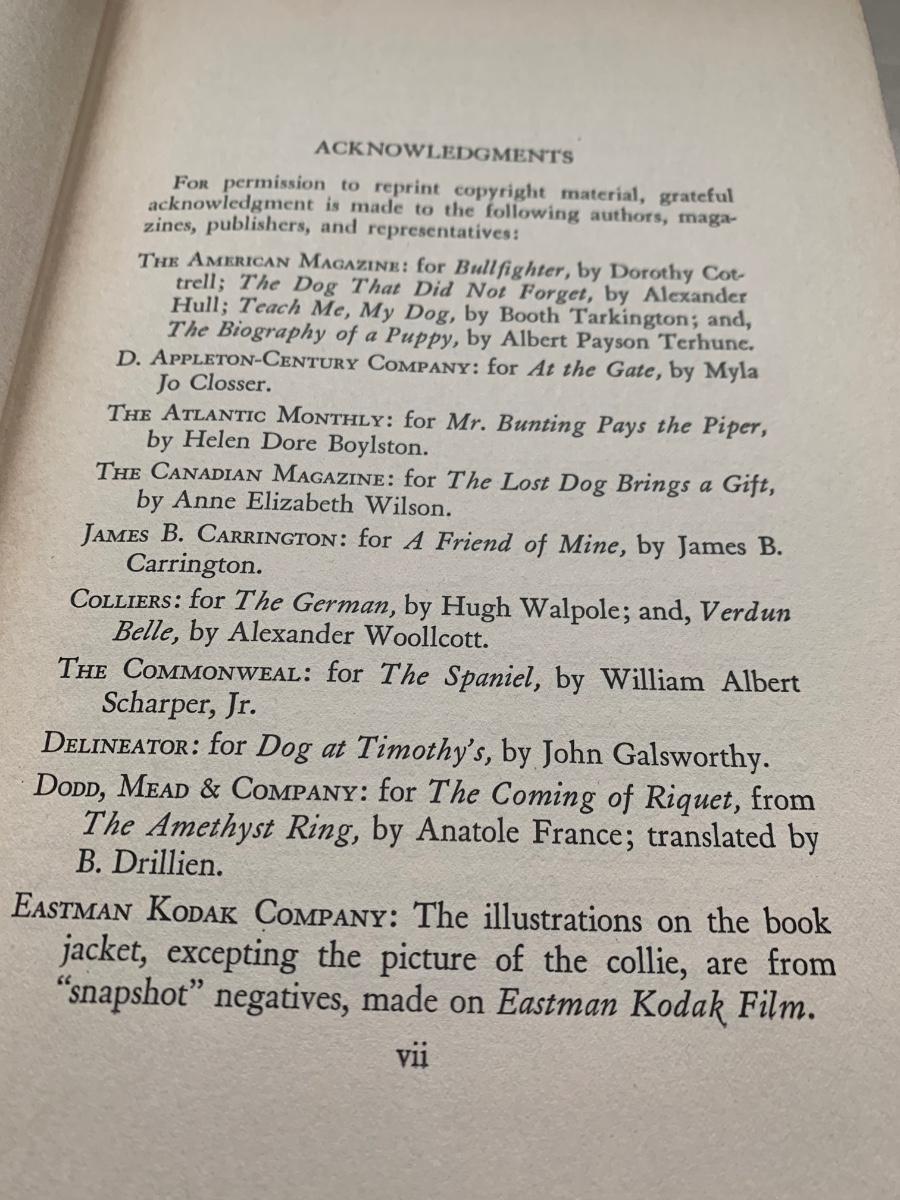 ACKNOWLEDGMENTS
For permission to reprint copyright material, grateful
acknowledgment is made to the following authors, maga-
zines, publishers, and representatives:
The American Magazine: for Bullfighter, by Dorothy Cot-
trell; The Dog That Did Not Forget, by Alexander
Hull; Teach Me, My Dog, by Booth Tarkington; and,
The Biography of a Puppy, by Albert Payson Terhune.
D. Appleton-Century Company: for At the Gate, by Myla
Jo Closser.
The Atlantic Monthly: for Mr. Bunting Pays the Piper,
by Helen Dore Boylston.
The Canadian Magazine: for The Lost Dog Brings a Gift,
by Anne Elizabeth Wilson.
James B. Carrington: for A Friend of Mine, by James B.
Carrington.
Colliers: for The German, by Hugh Walpole; and, Verdun
Belle, by Alexander Woollcott.
The Commonweal: for The Spaniel, by William Albert
Scharper, Jr.
Delineator: for Dog at Timothy's, by John Galsworthy.
Dodd, Mead & Company: for The Coming of Riquet, from
The Amethyst Ring, by Anatole France; translated by
B. Drillien.
Eastman Kodak Company: The illustrations on the book
jacket, excepting the picture of the collie, are from
“snapshot” negatives, made on Eastman Kodak Film.
vii